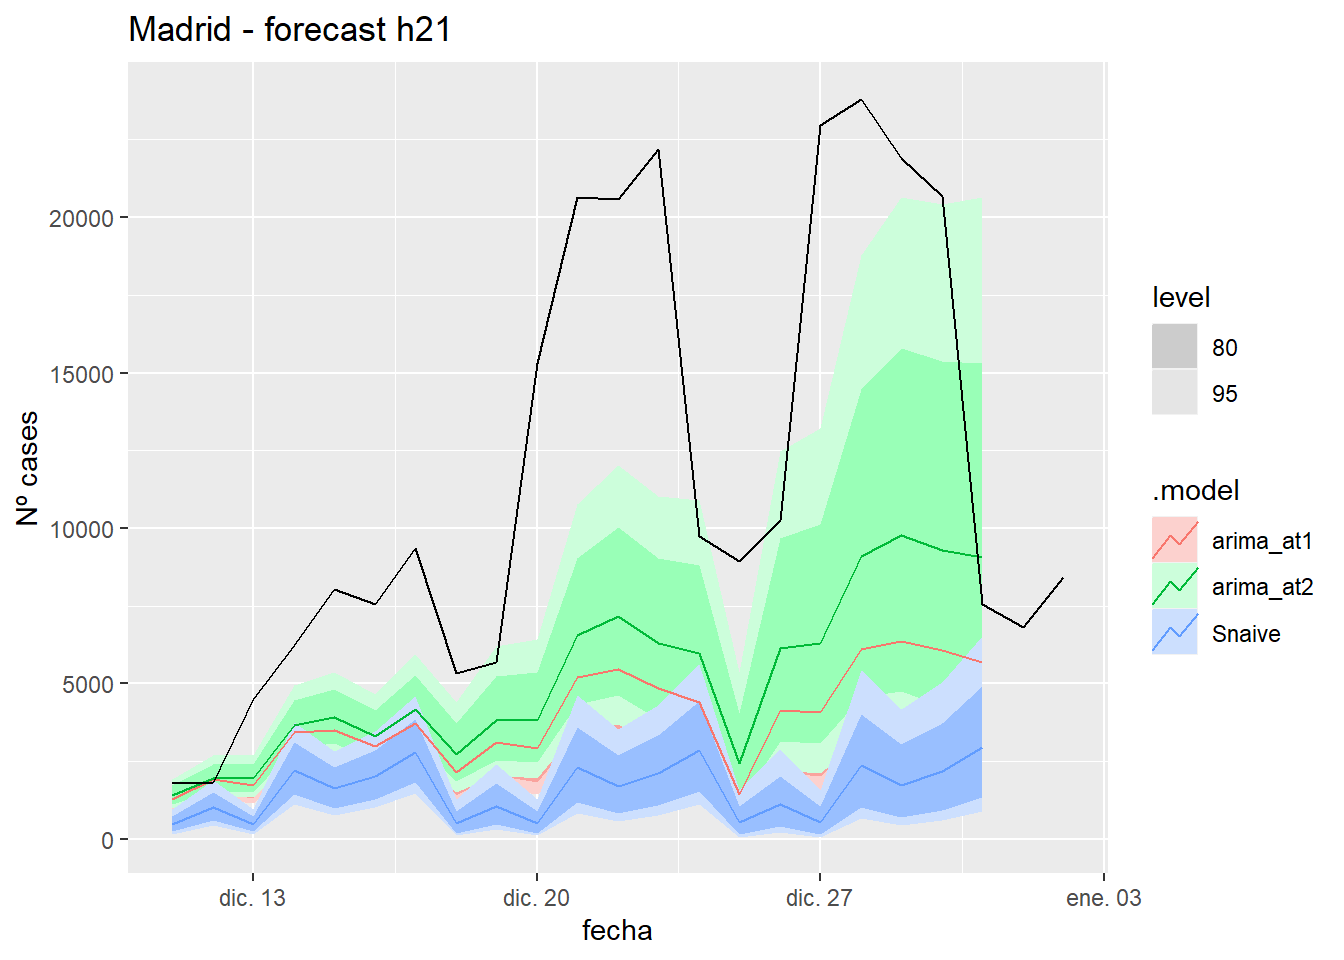 Madrid - forecast h21
Nº cases
20000
15000
10000
5000
0
dic. 13
dic. 20
dic. 27
ene. 03
fecha
level
80
95
.model
arima_at1
arima_at2
Snaive